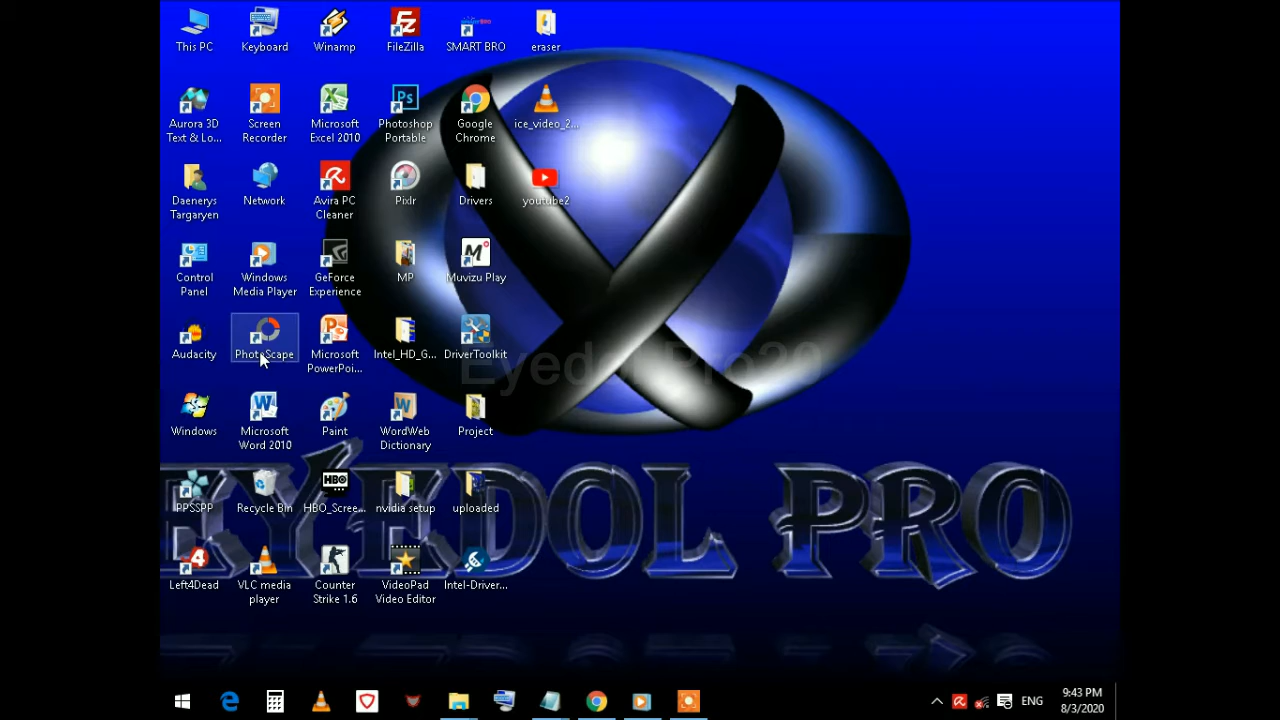 This PC
Keyboard
Winamp
FileZilla
SMART BRO
eraser
Aurora 3D
Text & Lo...
Screen
Recorder
Microsoft
Excel 2010
Photoshop
Portable
Google
Chrome
ice_video_2...
Daenerys
Targaryen
Network
Avira PC
Cleaner
Pixlr
Drivers
youtube2
Control
Panel
Windows
Media Player
GeForce
Experience
MP
Muvizu Play
Audacity
PhotoScape
Microsoft
PowerPoi...
Intel_HD_G...
DriverToolkit
Windows
Microsoft
Word 2010
Paint
WordWeb
Dictionary
Project
PPSSPP
Recycle Bin
HBO
HBO_Scree...
nvidia setup
uploaded
Left4Dead
VLC media
player
Counter
Strike 1.6
VideoPad
Video Editor
Intel-Driver...
EYEDOL PRO
ENG
9:43 PM
8/3/2020